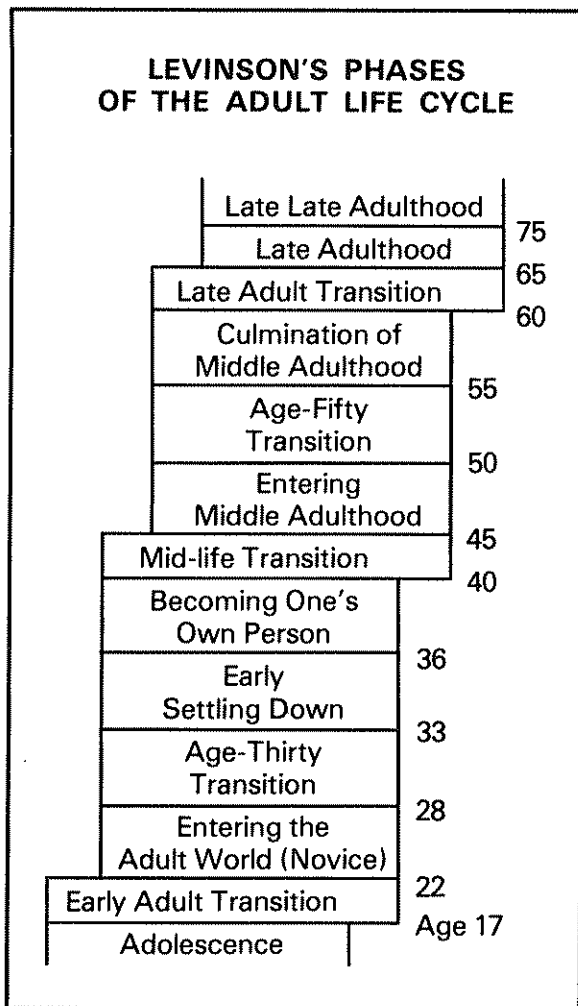 LEVINSON'S PHASES
OF THE ADULT LIFE CYCLE
Late Late Adulthood
75
Late Adulthood
65
Late Adult Transition
60
Culmination of
Middle Adulthood
55
Age-Fifty
Transition
50
Entering
Middle Adulthood
45
Mid-life Transition
40
Becoming One's
Own Person
36
Early
Settling Down
33
Age-Thirty
Transition
28
Entering the
Adult World (Novice)
22
Early Adult Transition
Age 17
Adolescence